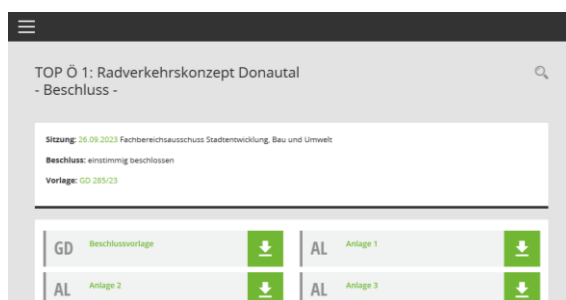 TOP Ö 1: Radverkehrskonzept Donautal
- Beschluss -
Sitzung: 26.09.2023 Fachbereichsausschuss Stadtentwicklung, Bau und Umwelt
Beschluss: einstimmig beschlossen
Vorlage: GD 285/23
GD Beschlussvorlage
AL Anlage 1
AL Anlage 2
AL Anlage 3